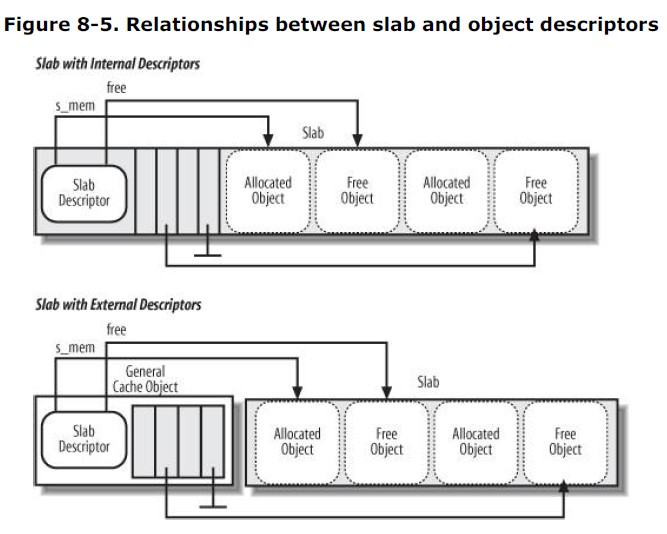 Figure 8-5. Relationships between slab and object descriptors
Slab with Internal Descriptors
free
s_mem
Slab
Slab
Descriptor
Allocated
Object
Free
Object
Allocated
Object
Free
Object
Slab with External Descriptors
free
s_mem
General
Cache Object
Slab
Slab
Descriptor
Allocated
Object
Free
Object
Allocated
Object
Free
Object